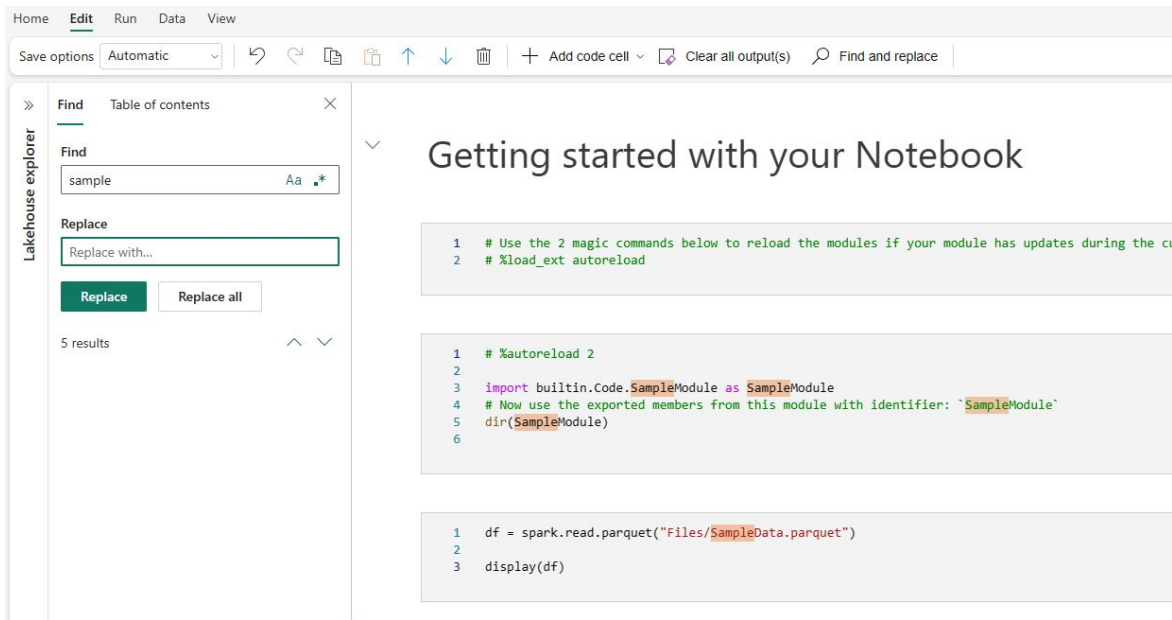 Home Edit Run Data View
Save options Automatic Add code cell Clear all output(s) Find and replace
Lakehouse explorer
Find Table of contents
Find
sample Aa .*
Replace
Replace with...
Replace Replace all
5 results
Getting started with your Notebook
1 # Use the 2 magic commands below to reload the modules if your module has updates during the
2 # %load_ext autoreload
1 # %autoreload 2
2
3 import builtin.Code.SampleModule as SampleModule
4 # Now use the exported members from this module with identifier: `SampleModule`
5 dir(SampleModule)
6
1 df = spark.read.parquet("Files/SampleData.parquet")
2
3 display(df)